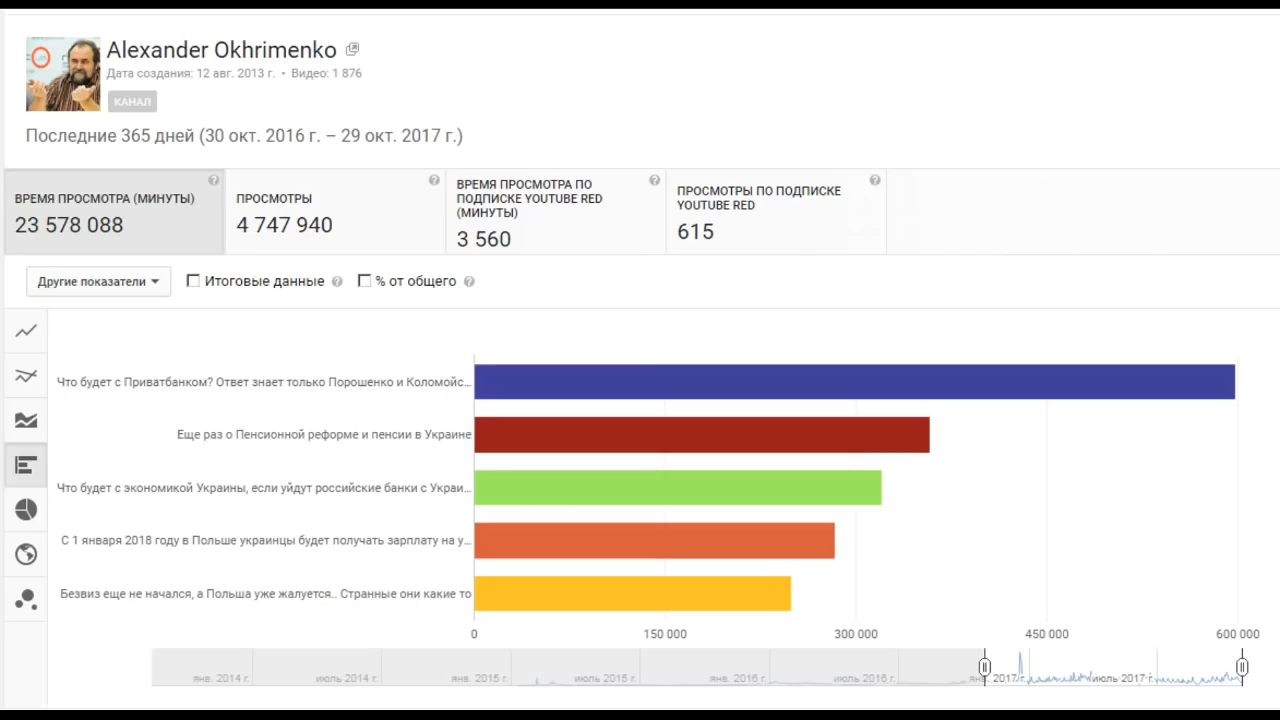 Alexander Okhrimenko
Дата создания: 12 авг. 2013 г. • Видео: 1 876
КАНАЛ
Последние 365 дней (30 окт. 2016 г. – 29 окт. 2017 г.)
ВРЕМЯ ПРОСМОТРА (МИНУТЫ)
23 578 088
ПРОСМОТРЫ
4 747 940
ВРЕМЯ ПРОСМОТРА ПО
ПОДПИСКЕ YOUTUBE RED
(МИНУТЫ)
3 560
ПРОСМОТРЫ ПО ПОДПИСКЕ
YOUTUBE RED
615
Другие показатели
Итоговые данные ?
% от общего ?
Что будет с Приватбанком? Ответ знает только Порошенко и Коломойс...
Еще раз о Пенсионной реформе и пенсии в Украине
Что будет с экономикой Украины, если уйдут российские банки с Украи...
С 1 января 2018 году в Польше украинцы будет получать зарплату на у...
Безвиз еще не начался, а Польша уже жалуется.. Странные они какие то
0 150 000 300 000 450 000 600 000
янв. 2014 г. июль 2014 г. янв. 2015 г. июль 2015 г. янв. 2016 г. июль 2016 г. янв. 2017 г. июль 2017 г.